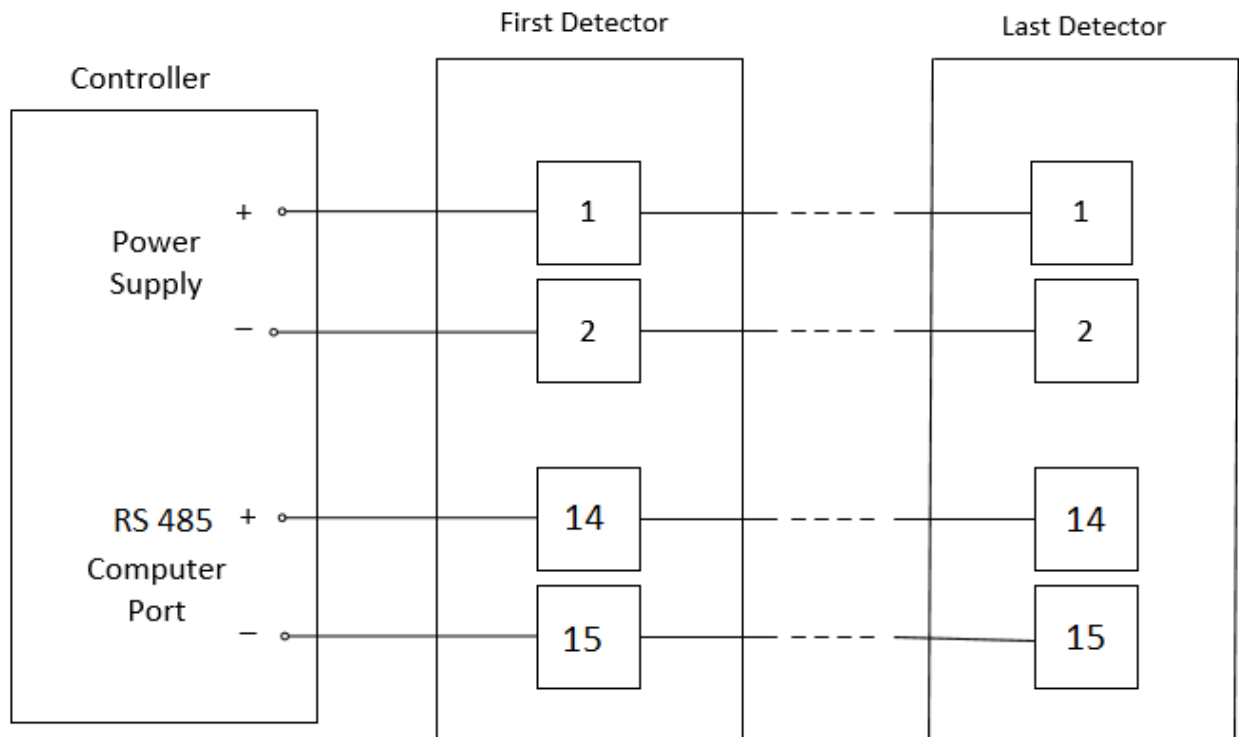 First Detector
Last Detector
Controller
+
1
1
Power
Supply
–
2
2
RS 485 +
14
14
Computer
Port
–
15
15